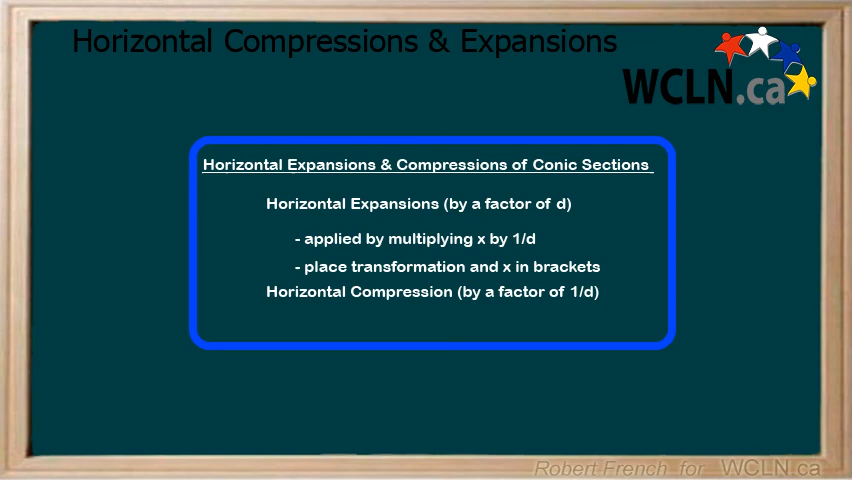 Horizontal Compressions & Expansions
WCLN.ca
Horizontal Expansions & Compressions of Conic Sections
Horizontal Expansions (by a factor of d)
- applied by multiplying x by 1/d
- place transformation and x in brackets
Horizontal Compression (by a factor of 1/d)
Robert French for WCLN.ca